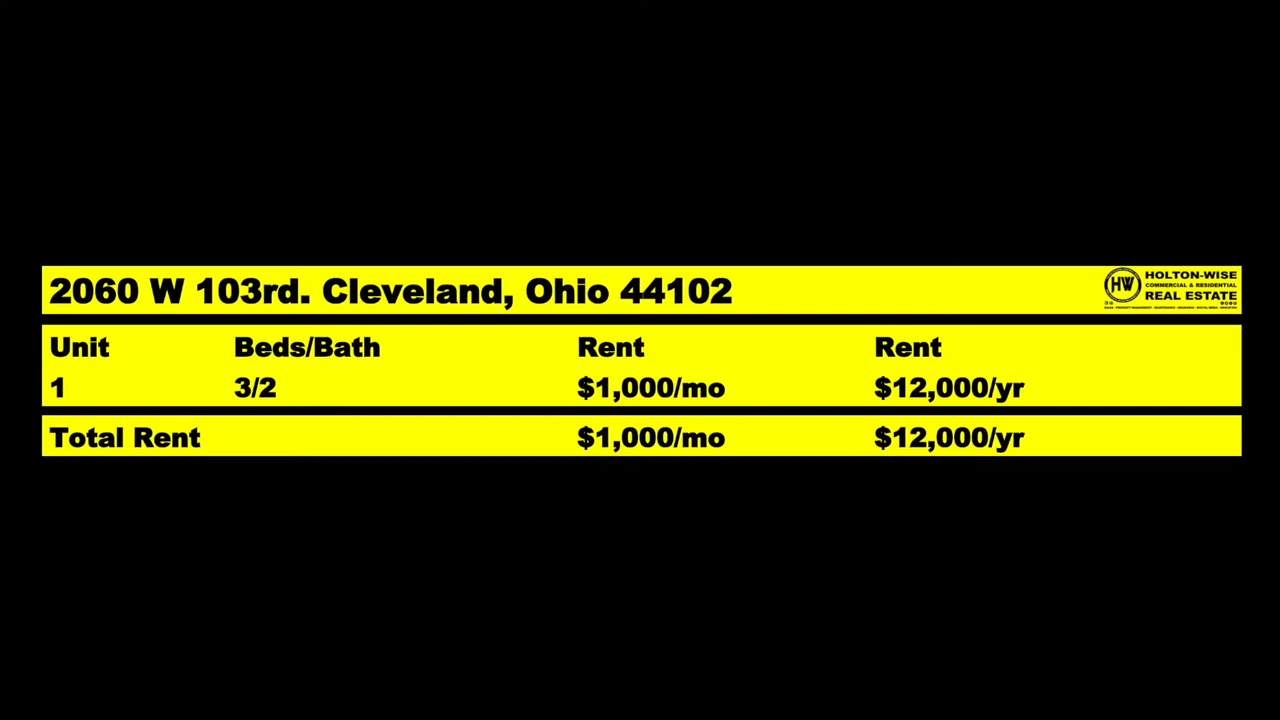 2060 W 103rd. Cleveland, Ohio 44102
HW
HOLTON-WISE
COMMERCIAL & RESIDENTIAL
REAL ESTATE
Unit Beds/Bath Rent Rent
1 3/2 $1,000/mo $12,000/yr
Total Rent $1,000/mo $12,000/yr